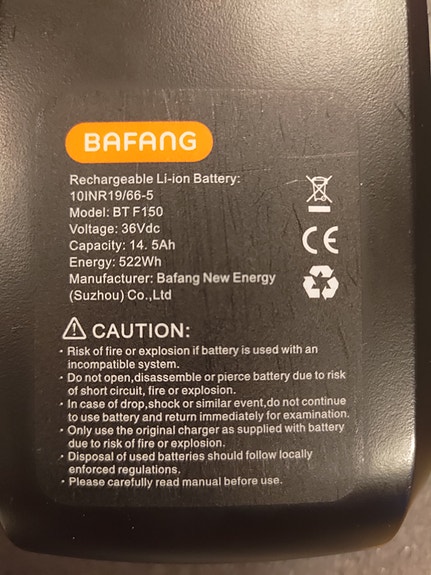 BAFANG
Rechargeable Li-ion Battery:
10INR19/66-5
Model: BT F150
Voltage: 36Vdc
Capacity: 14. 5Ah
Energy: 522Wh
Manufacturer: Bafang New Energy
(Suzhou) Co.,Ltd
CE
CAUTION:
· Risk of fire or explosion if battery is used with an
incompatible system.
· Do not open,disassemble or pierce battery due to risk
of short circuit, fire or explosion.
· In case of drop,shock or similar event,do not continue
to use battery and return immediately for examination.
· Only use the original charger as supplied with battery
due to risk of fire or explosion.
· Disposal of used batteries should follow locally
enforced regulations.
· Please carefully read manual before use.